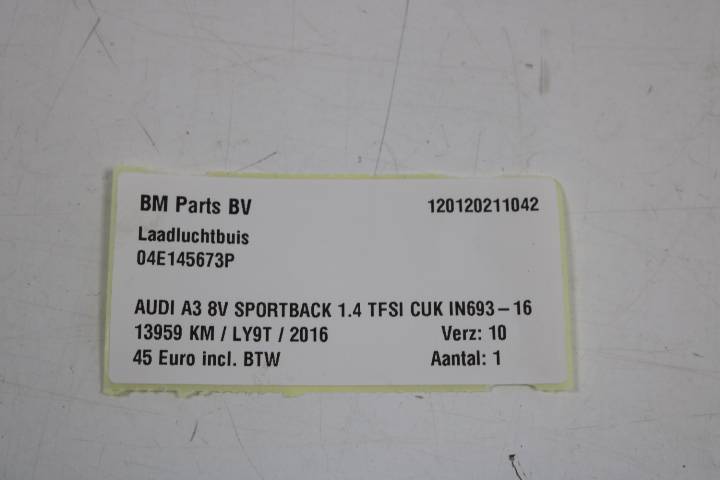 BM Parts BV 120120211042
Laadluchtbuis
04E145673P
AUDI A3 8V SPORTBACK 1.4 TFSI CUK IN693-16
13959 KM / LY9T / 2016 Verz: 10
45 Euro incl. BTW Aantal: 1